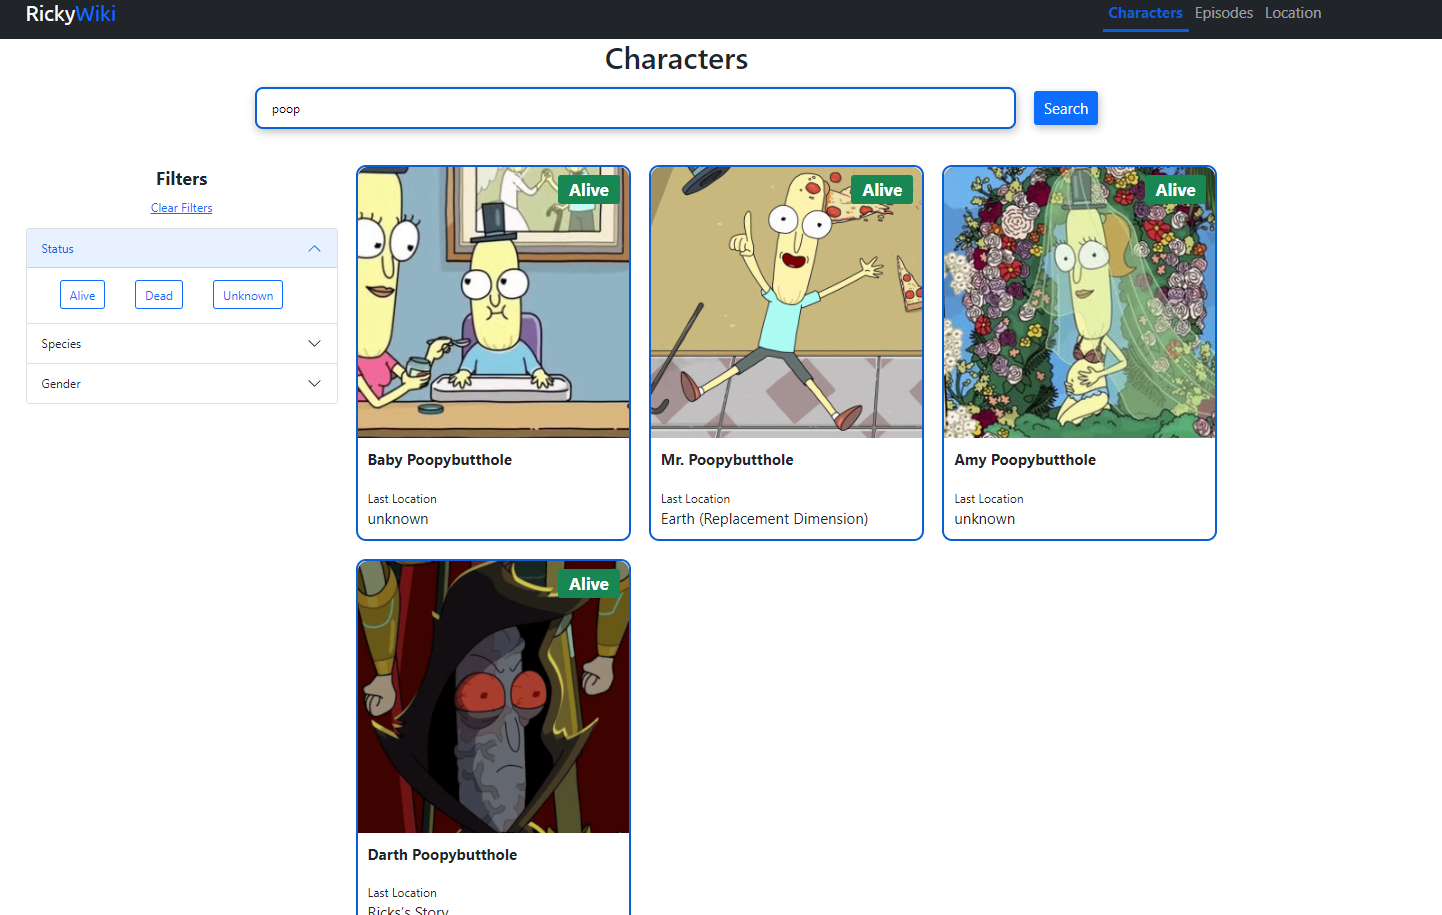 RickyWiki
Characters Episodes Location
Characters
poop
Search
Filters
Clear Filters
Status
Alive Dead Unknown
Species
Gender
Alive
Baby Poopybutthole
Last Location
unknown
Alive
Mr. Poopybutthole
Last Location
Earth (Replacement Dimension)
Alive
Amy Poopybutthole
Last Location
unknown
Alive
Darth Poopybutthole
Last Location
Ricks's Story